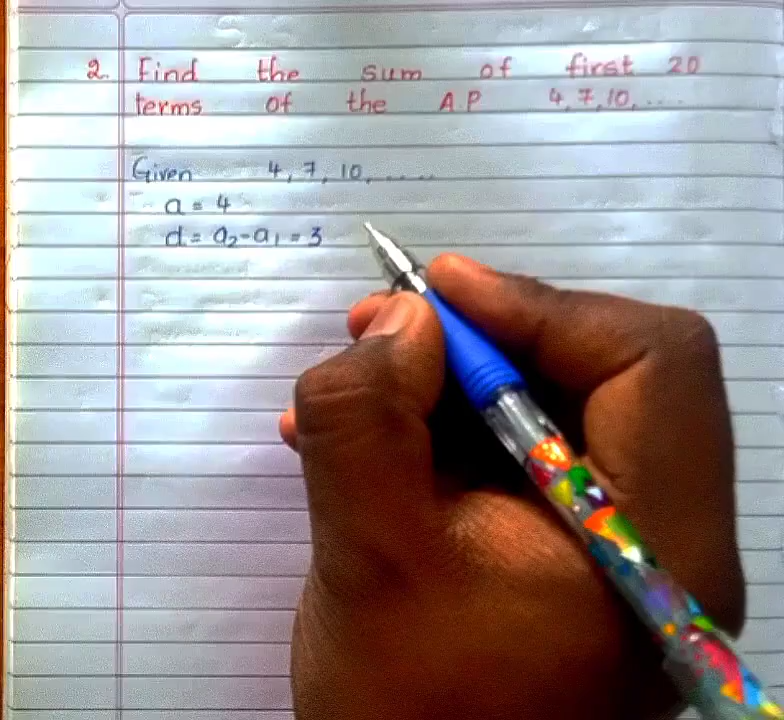 2. Find the sum of first 20
terms of the A.P 4, 7, 10, ....
Given 4, 7, 10, .....
a = 4
d = a₂-a₁ = 3